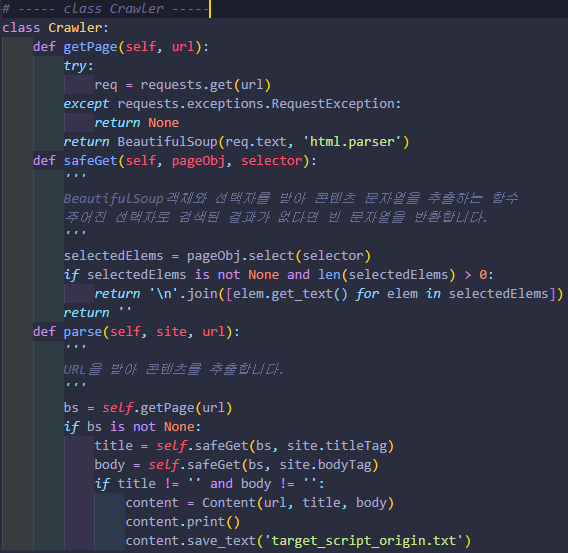 # ----- class Crawler -----
class Crawler:
    def getPage(self, url):
        try:
            req = requests.get(url)
        except requests.exceptions.RequestException:
            return None
        return BeautifulSoup(req.text, 'html.parser')
    def safeGet(self, pageObj, selector):
        '''
        BeautifulSoup객체와 선택자를 받아 콘텐츠 문자열을 추출하는 함수
        주어진 선택자로 검색된 결과가 없다면 빈 문자열을 반환합니다.
        '''
        selectedElems = pageObj.select(selector)
        if selectedElems is not None and len(selectedElems) > 0:
            return '\n'.join([elem.get_text() for elem in selectedElems])
        return ''
    def parse(self, site, url):
        '''
        URL을 받아 콘텐츠를 추출합니다.
        '''
        bs = self.getPage(url)
        if bs is not None:
            title = self.safeGet(bs, site.titleTag)
            body = self.safeGet(bs, site.bodyTag)
            if title != '' and body != '':
                content = Content(url, title, body)
                content.print()
                content.save_text('target_script_origin.txt')